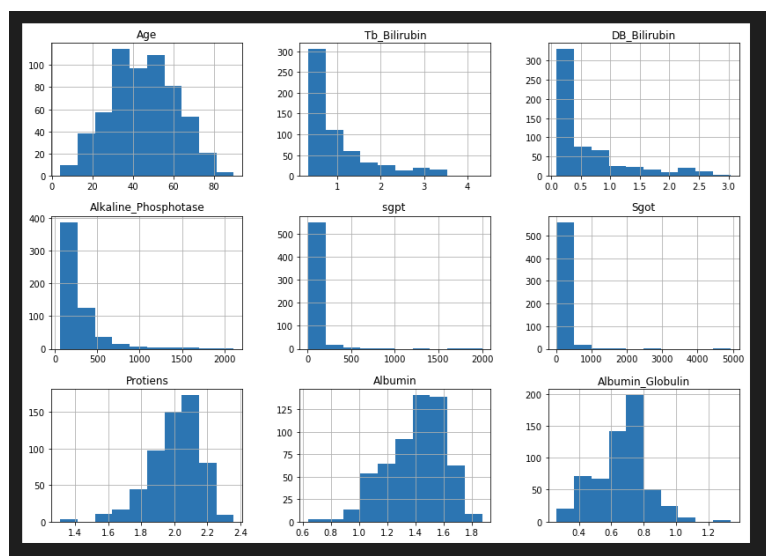 Age
100
80
60
40
20
0
20 40 60 80
Tb_Bilirubin
300
250
200
150
100
50
0
1 2 3 4
DB_Bilirubin
300
250
200
150
100
50
0
0.0 0.5 1.0 1.5 2.0 2.5 3.0
Alkaline_Phosphotase
400
300
200
100
0
0 500 1000 1500 2000
sgpt
500
400
300
200
100
0
0 500 1000 1500 2000
Sgot
500
400
300
200
100
0
0 1000 2000 3000 4000 5000
Protiens
150
100
50
0
1.4 1.6 1.8 2.0 2.2 2.4
Albumin
125
100
75
50
25
0
0.6 0.8 1.0 1.2 1.4 1.6 1.8
Albumin_Globulin
200
150
100
50
0
0.4 0.6 0.8 1.0 1.2